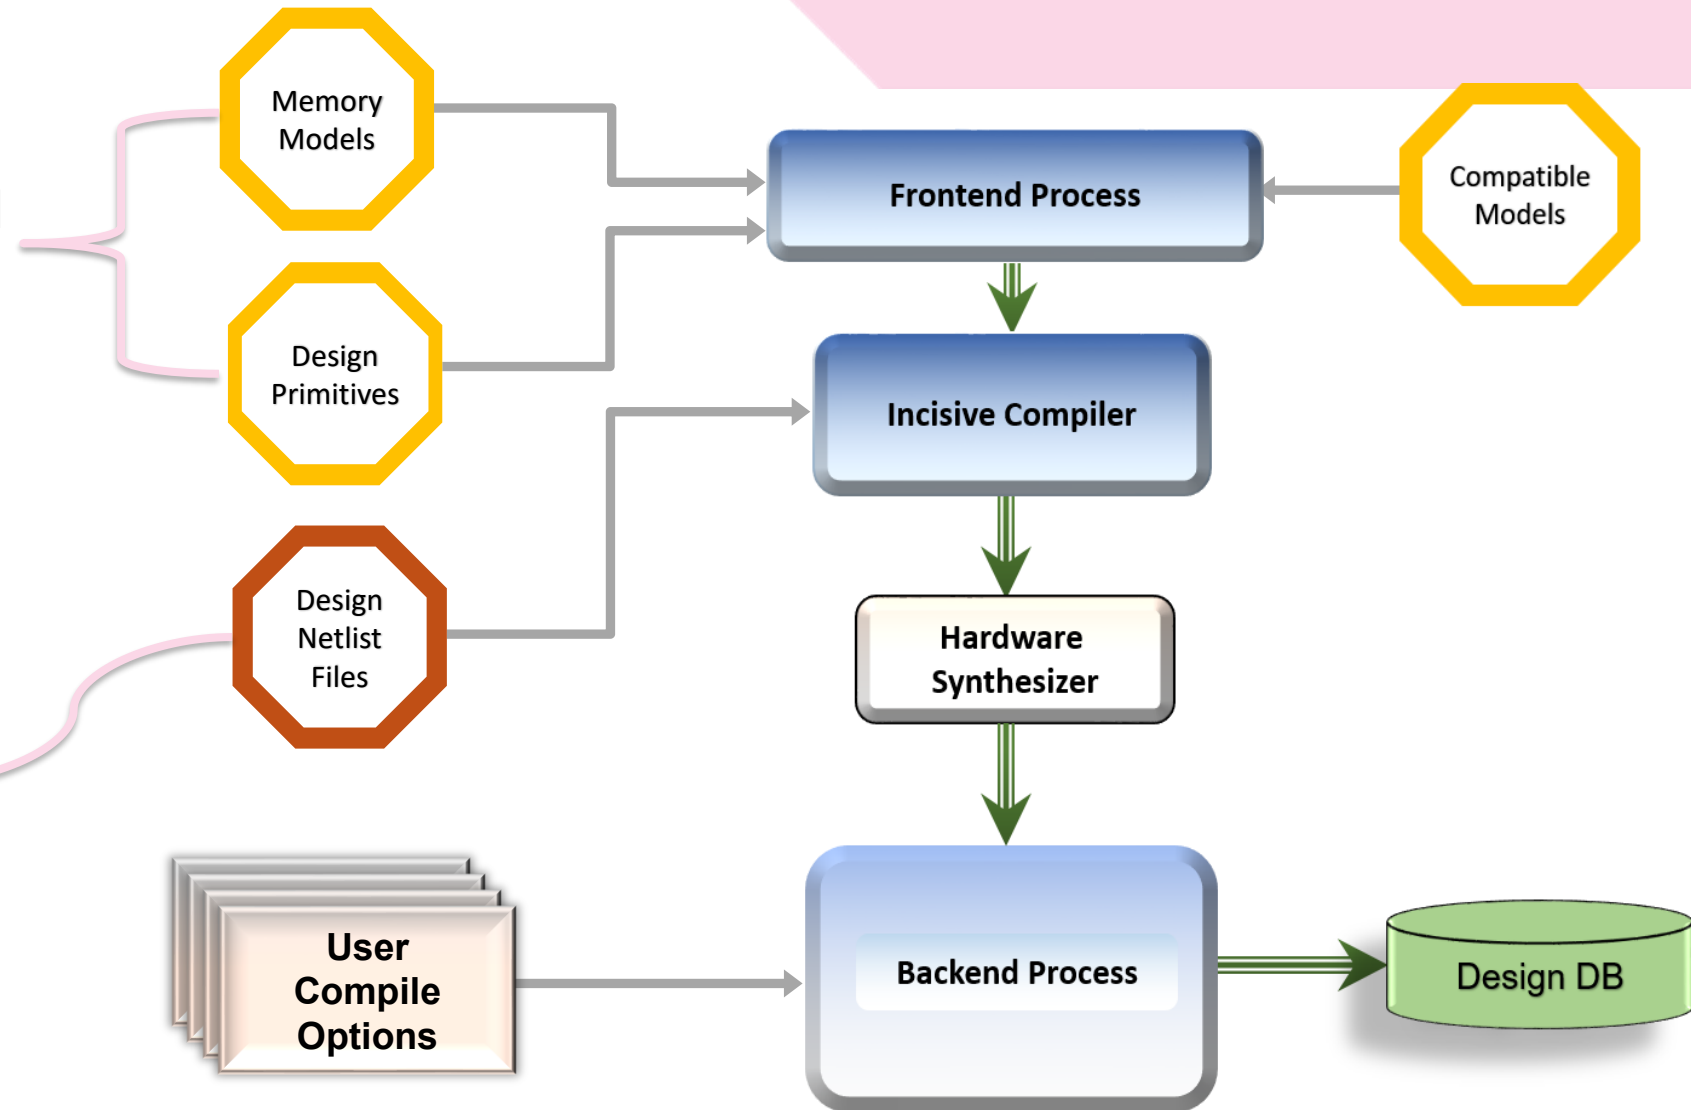 Memory
Models
Frontend Process
Compatible
Models
Design
Primitives
Incisive Compiler
Design
Netlist
Files
Hardware
Synthesizer
User
Compile
Options
Backend Process
Design DB